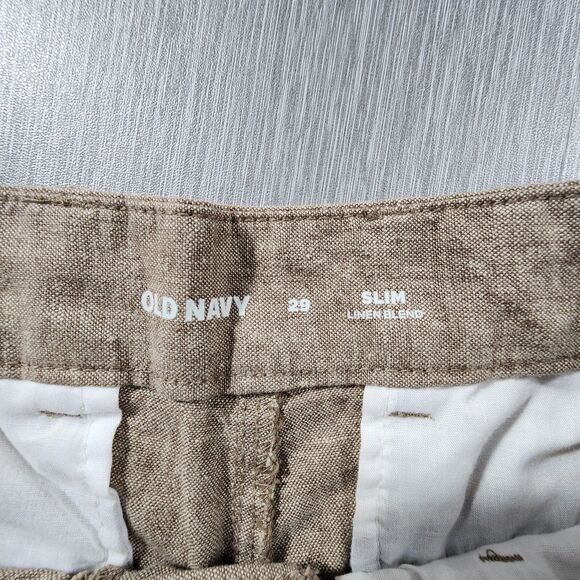 OLD NAVY
29
SLIM
LINEN BLEND